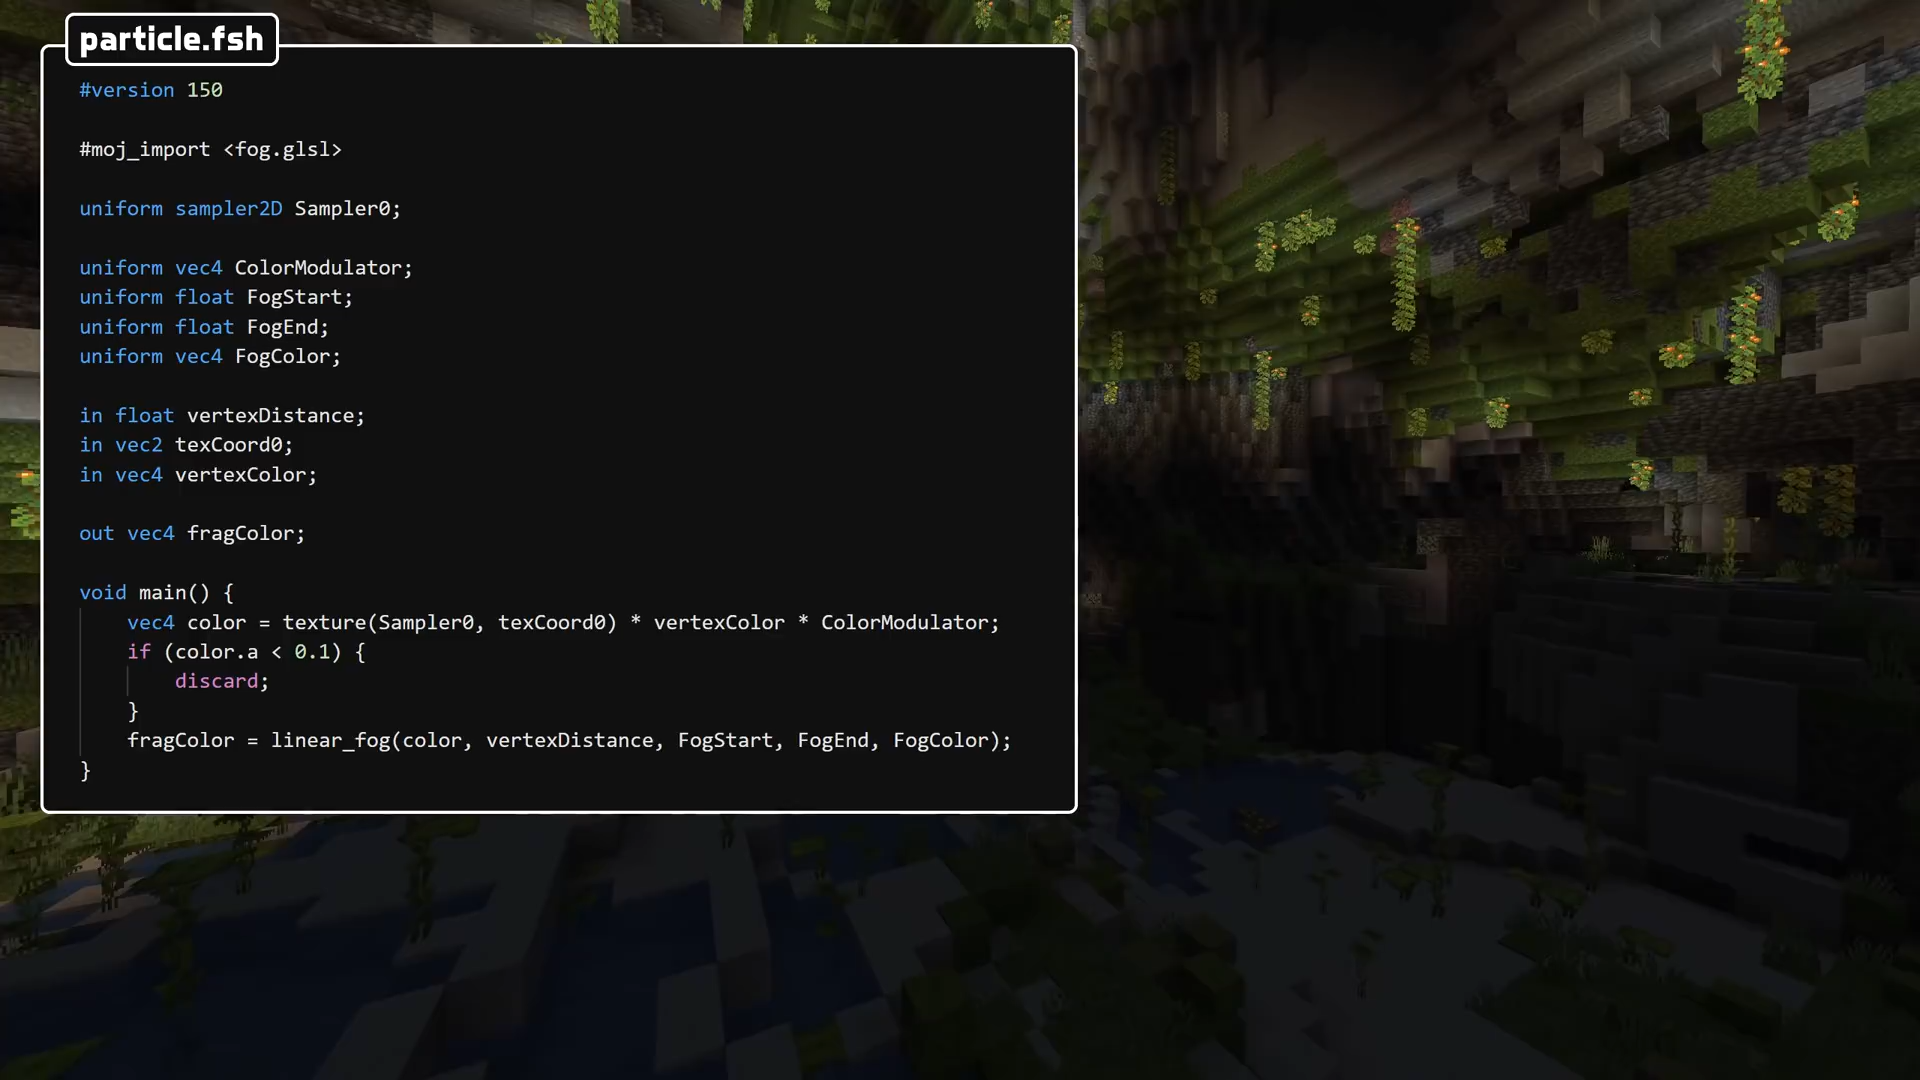 particle.fsh
#version 150
#moj_import <fog.glsl>
uniform sampler2D Sampler0;
uniform vec4 ColorModulator;
uniform float FogStart;
uniform float FogEnd;
uniform vec4 FogColor;
in float vertexDistance;
in vec2 texCoord0;
in vec4 vertexColor;
out vec4 fragColor;
void main() {
    vec4 color = texture(Sampler0, texCoord0) * vertexColor * ColorModulator;
    if (color.a < 0.1) {
        discard;
    }
    fragColor = linear_fog(color, vertexDistance, FogStart, FogEnd, FogColor);
}